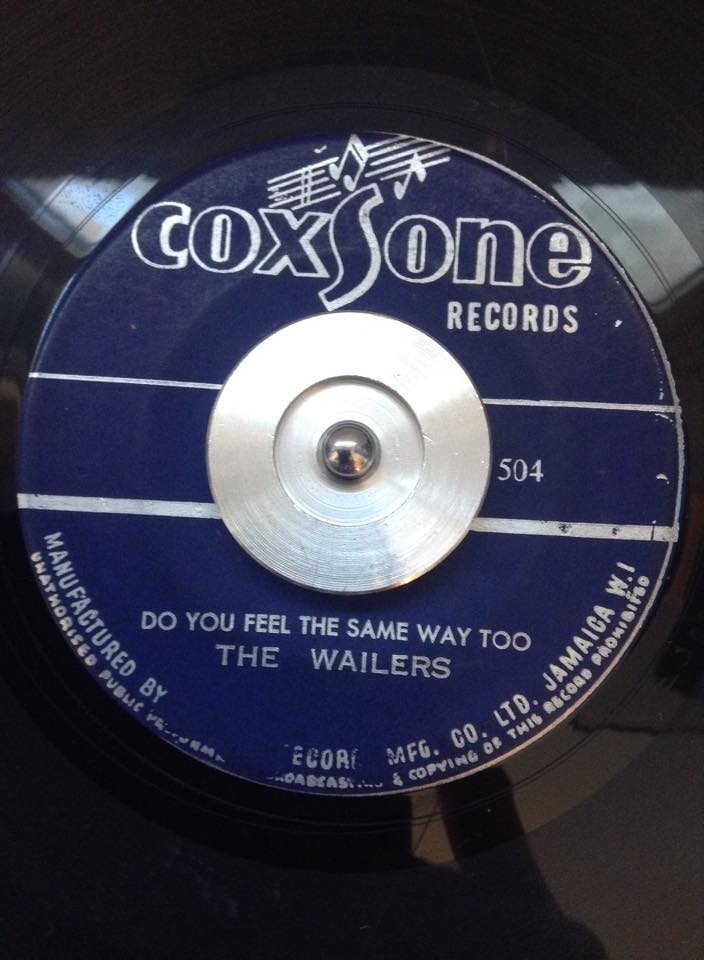 coxSone
RECORDS
504
DO YOU FEEL THE SAME WAY TOO
THE WAILERS
MANUFACTURED BY MFG. CO. LTD. JAMAICA W.I
UNAUTHORISED PUBLIC & COPYING OF THIS RECORD PROHIBITED